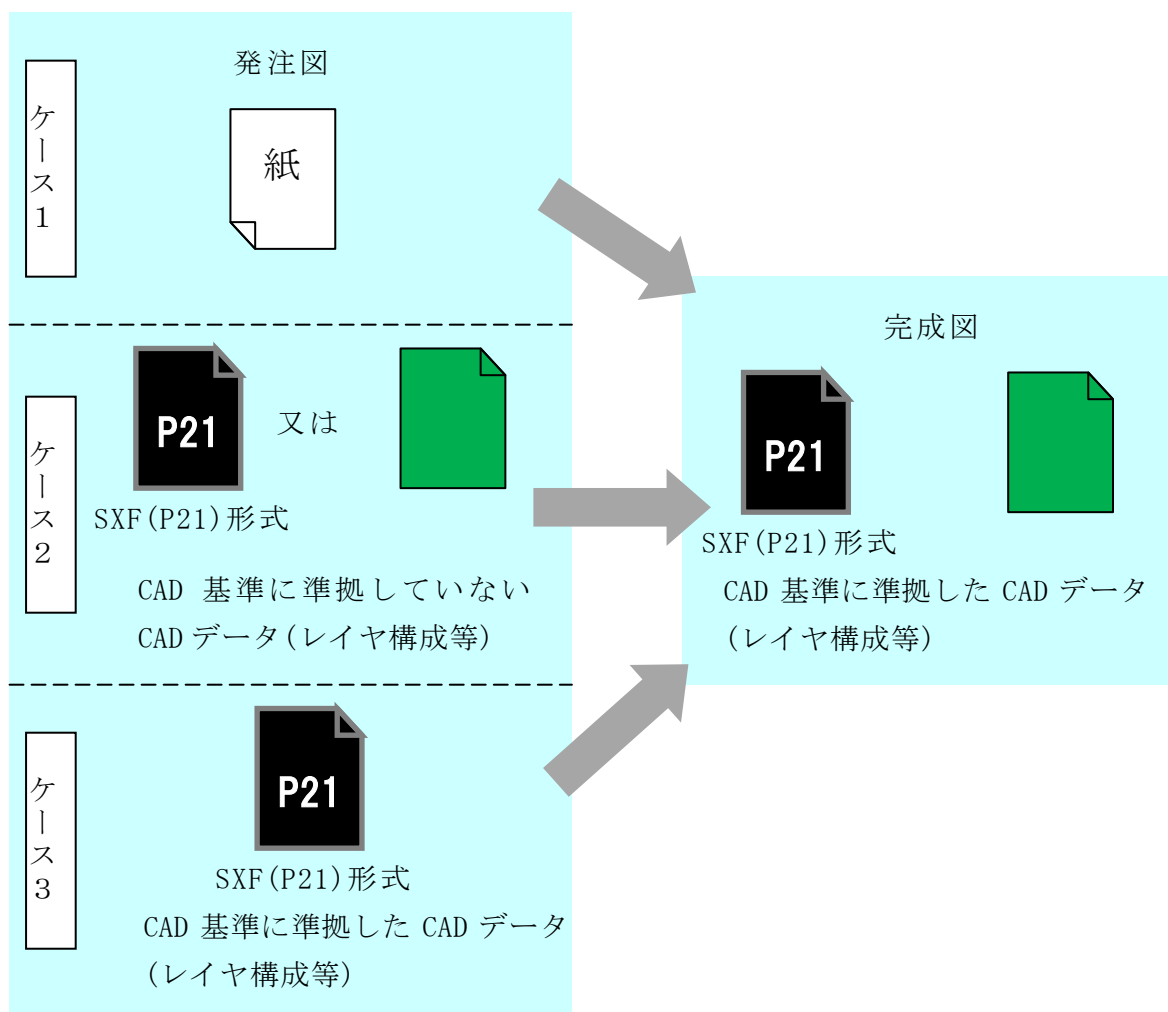 発注図
ケース1
紙
ケース2
P21
又は
SXF(P21)形式
CAD 基準に準拠していない
CADデータ(レイヤ構成等)
ケース3
P21
SXF(P21)形式
CAD 基準に準拠した CAD データ
(レイヤ構成等)
完成図
P21
SXF(P21)形式
CAD 基準に準拠した CAD データ
(レイヤ構成等)